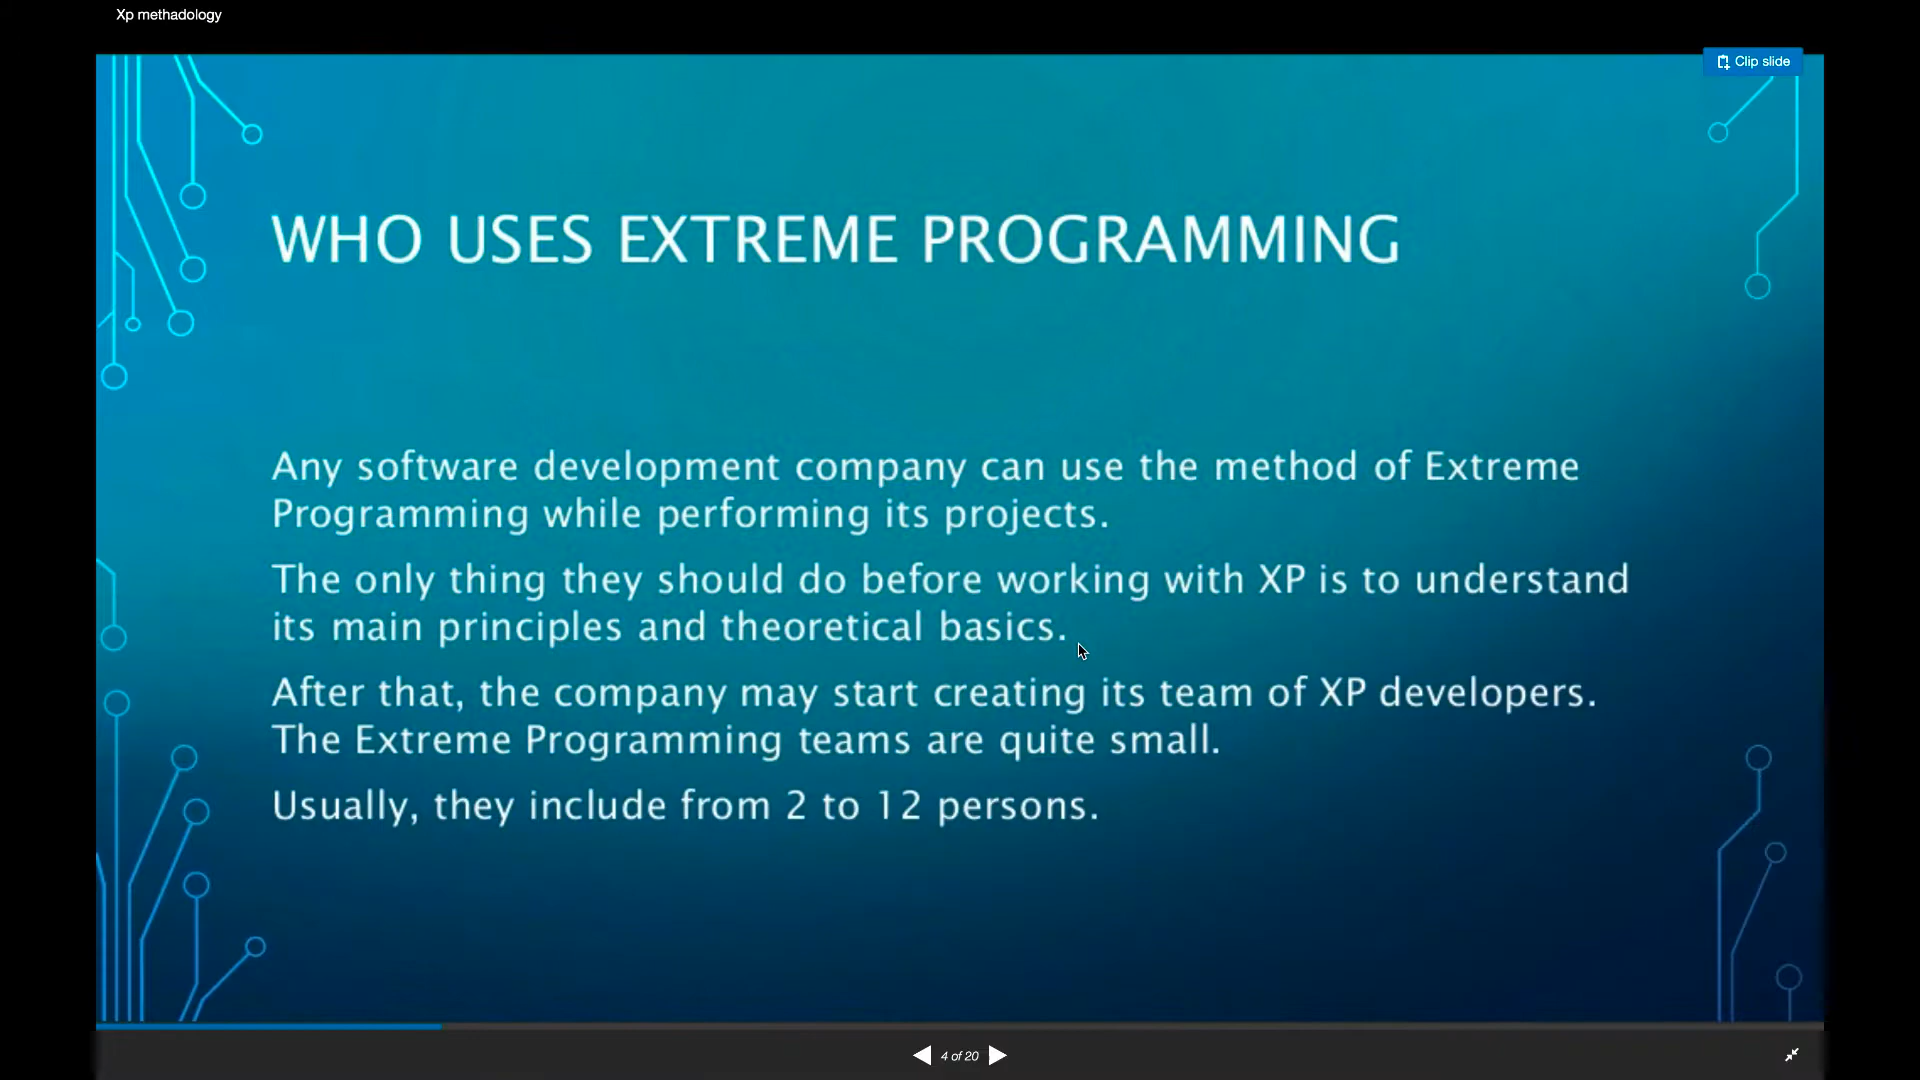 Xp methadology
Clip slide
WHO USES EXTREME PROGRAMMING
Any software development company can use the method of Extreme
Programming while performing its projects.
The only thing they should do before working with XP is to understand
its main principles and theoretical basics.
After that, the company may start creating its team of XP developers.
The Extreme Programming teams are quite small.
Usually, they include from 2 to 12 persons.
4 of 20